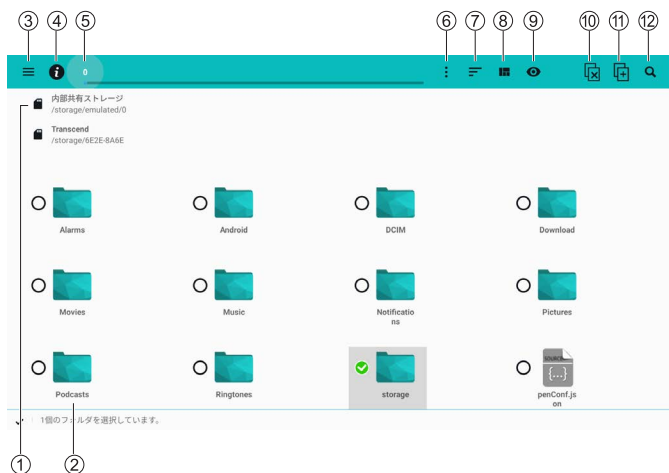 ③ ④ ⑤ ⑥ ⑦ ⑧ ⑨ ⑩ ⑪ ⑫
i 0
内部共有ストレージ
/storage/emulated/0
Transcend
/storage/6E2E-8A6E
Alarms Android DCIM Download
Movies Music Notificatio Pictures
ns
SOURCE
{...}
Podcasts Ringtones storage penConf.js
on
1個のフォルダを選択しています。
① ②